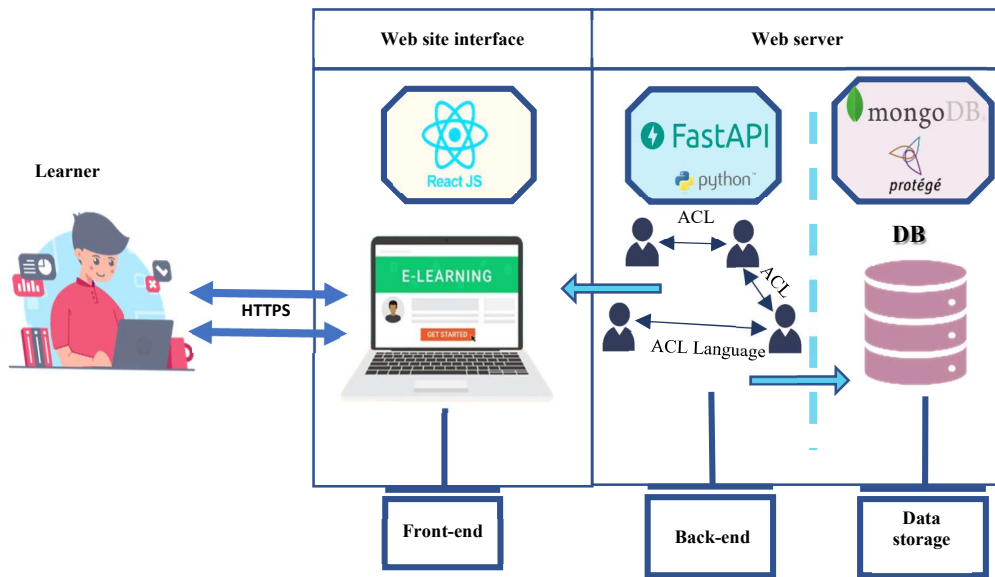 Web site interface
Web server
React JS
FastAPI
python™
mongoDB®
protégé
Learner
HTTPS
E-LEARNING
GET STARTED
ACL
ACL
ACL Language
DB
Front-end
Back-end
Data
storage